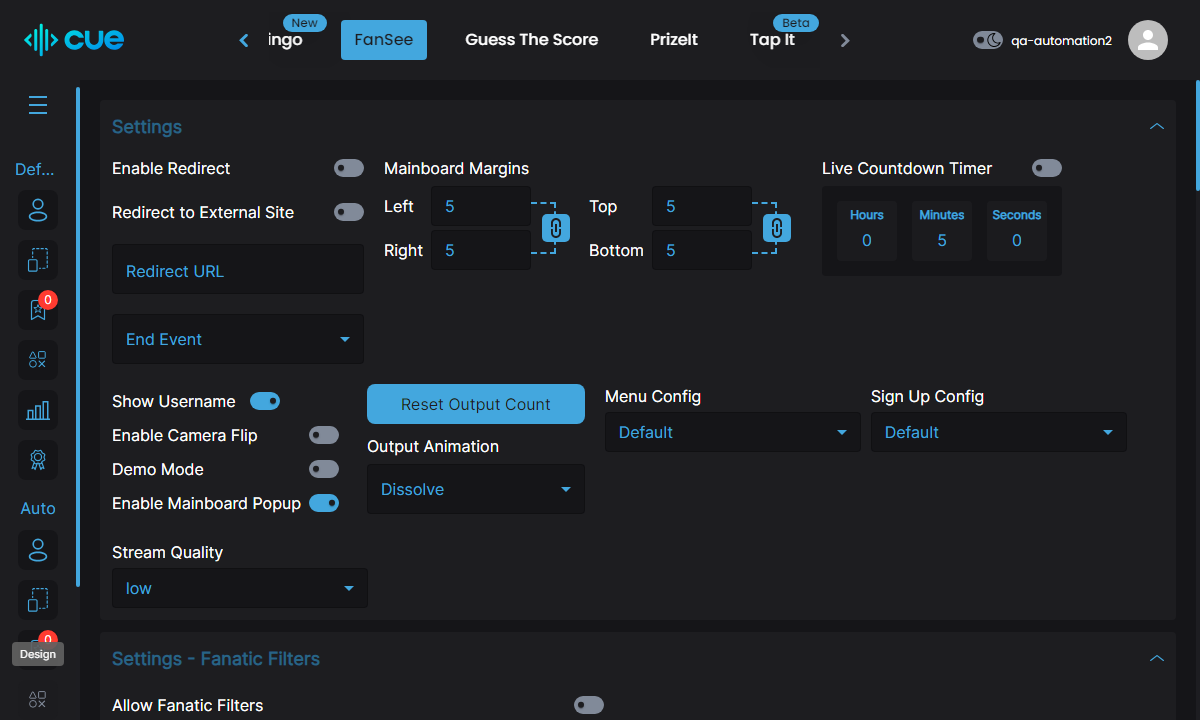 cue
ingo
New
FanSee
Guess The Score
PrizeIt
Tap It
Beta
qa-automation2
Def...
0
Auto
0
Design
Settings
Enable Redirect
Redirect to External Site
Redirect URL
End Event
Mainboard Margins
Left 5
Right 5
Top 5
Bottom 5
Live Countdown Timer
Hours Minutes Seconds
0 5 0
Show Username
Enable Camera Flip
Demo Mode
Enable Mainboard Popup
Reset Output Count
Output Animation
Dissolve
Menu Config
Default
Sign Up Config
Default
Stream Quality
low
Settings - Fanatic Filters
Allow Fanatic Filters